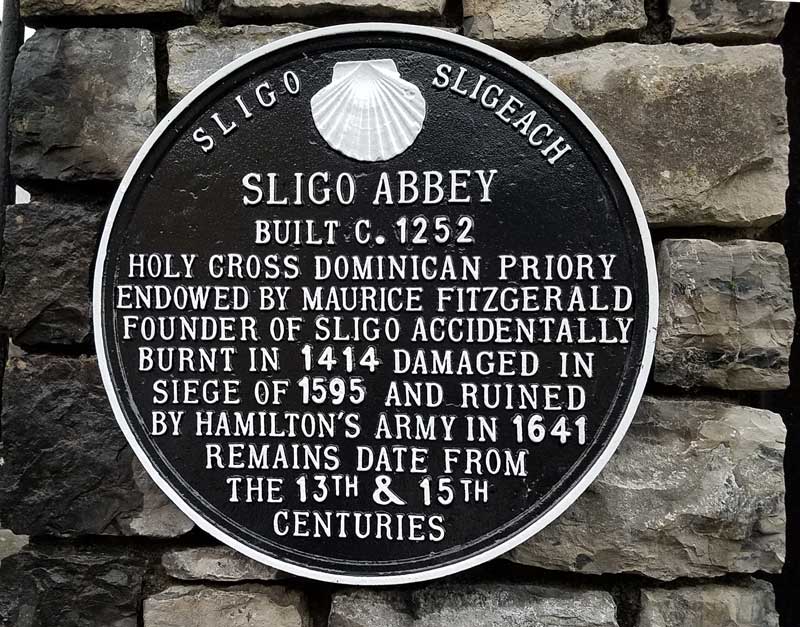 SLIGO SLIGEACH
SLIGO ABBEY
BUILT C. 1252
HOLY CROSS DOMINICAN PRIORY
ENDOWED BY MAURICE FITZGERALD
FOUNDER OF SLIGO ACCIDENTALLY
BURNT IN 1414 DAMAGED IN
SIEGE OF 1595 AND RUINED
BY HAMILTON'S ARMY IN 1641
REMAINS DATE FROM
THE 13TH & 15TH
CENTURIES